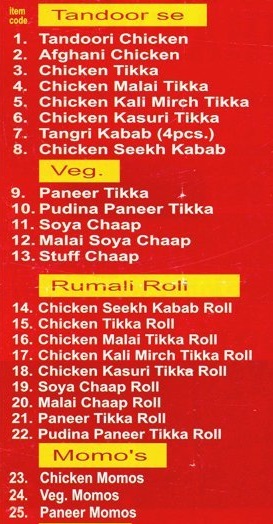 Item
code
Tandoor se
1. Tandoori Chicken
2. Afghani Chicken
3. Chicken Tikka
4. Chicken Malai Tikka
5. Chicken Kali Mirch Tikka
6. Chicken Kasuri Tikka
7. Tangri Kabab (4pcs.)
8. Chicken Seekh Kabab
Veg.
9. Paneer Tikka
10. Pudina Paneer Tikka
11. Soya Chaap
12. Malai Soya Chaap
13. Stuff Chaap
Rumali Roll
14. Chicken Seekh Kabab Roll
15. Chicken Tikka Roll
16. Chicken Malai Tikka Roll
17. Chicken Kali Mirch Tikka Roll
18. Chicken Kasuri Tikka Roll
19. Soya Chaap Roll
20. Malai Chaap Roll
21. Paneer Tikka Roll
22. Pudina Paneer Tikka Roll
Momo's
23. Chicken Momos
24. Veg. Momos
25. Paneer Momos